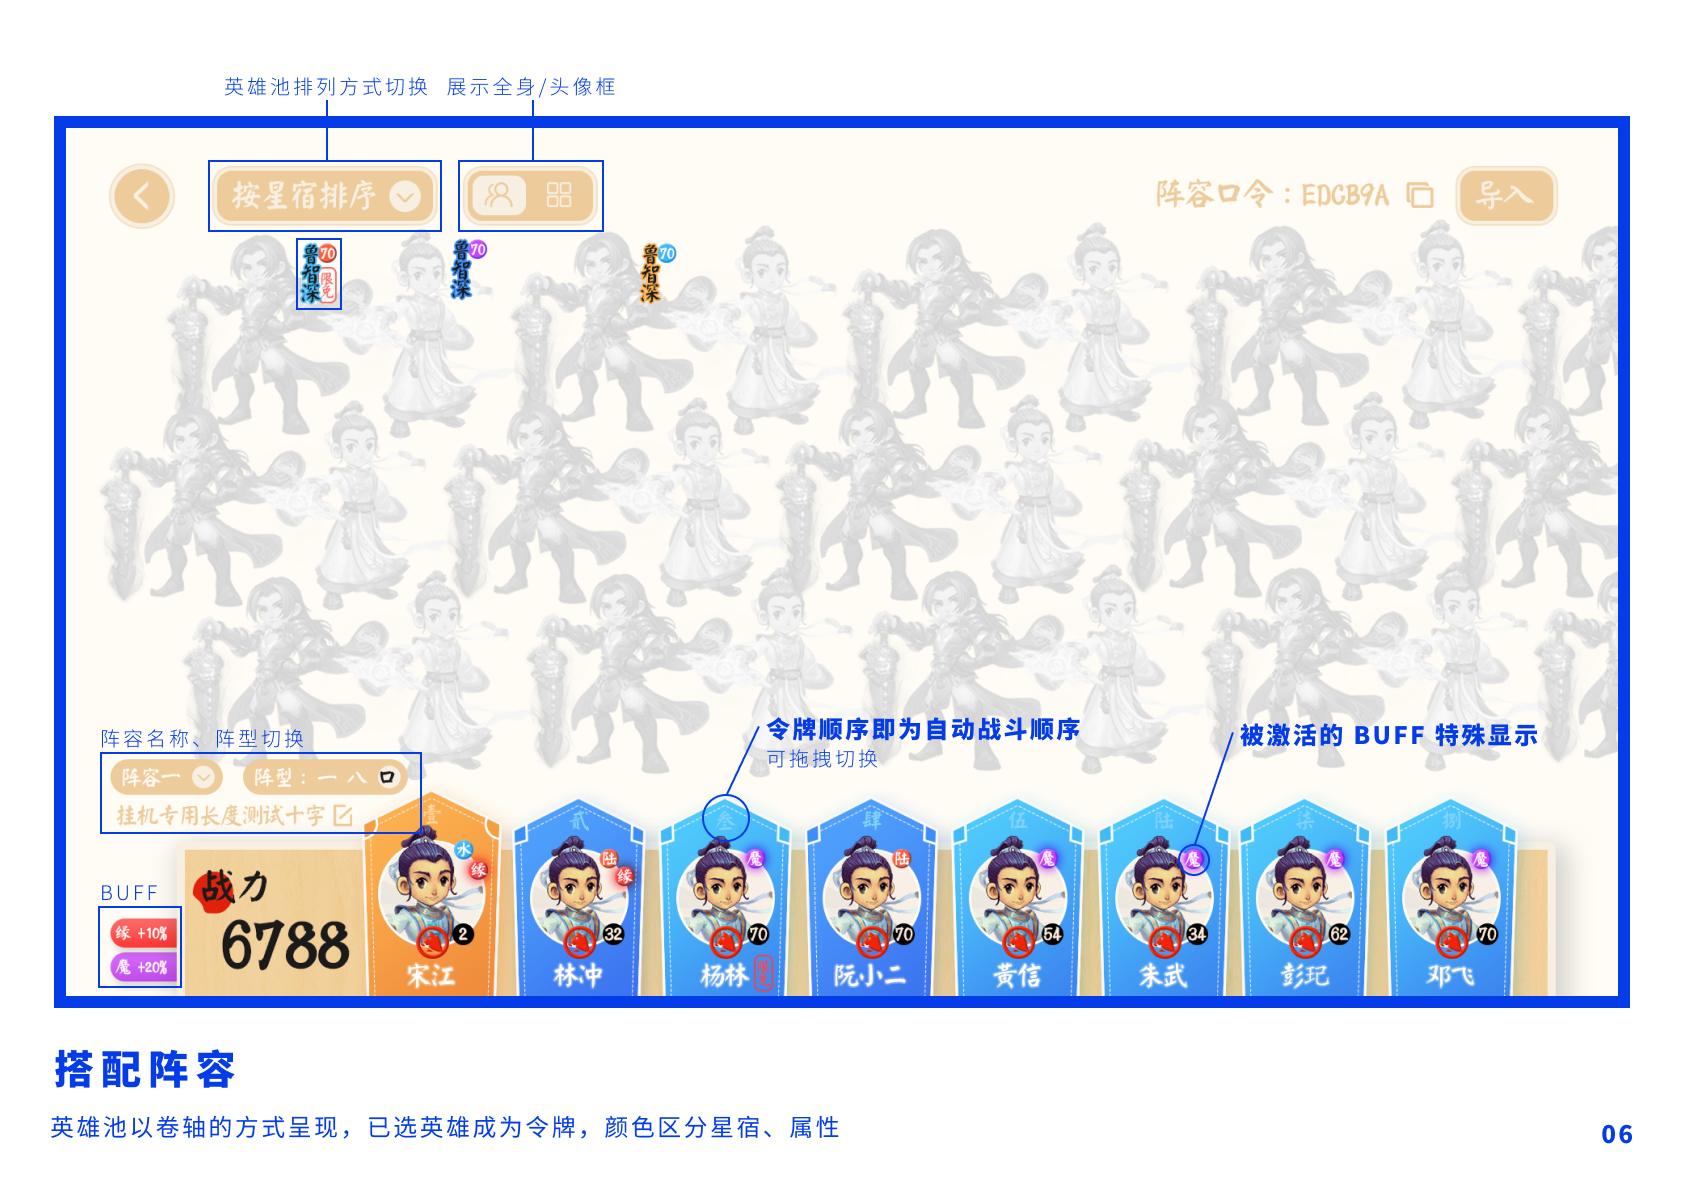 英雄池排列方式切换 展示全身/头像框
按星宿排序
阵容口令：EDCB9A
导入
鲁智深 70 限免
鲁智深 70
鲁智深 70
阵容名称、阵型切换
阵容一
阵型：一 八 口
挂机专用长度测试十字
令牌顺序即为自动战斗顺序
可拖拽切换
被激活的 BUFF 特殊显示
BUFF
缘 +10%
魔 +20%
战力
6788
壹 水 缘 2 宋江
贰 陆 缘 32 林冲
叁 魔 70 杨林 限免
肆 陆 70 阮小二
伍 魔 54 黄信
陆 魔 34 朱武
柒 魔 62 彭玘
捌 魔 70 邓飞
搭配阵容
英雄池以卷轴的方式呈现，已选英雄成为令牌，颜色区分星宿、属性
06